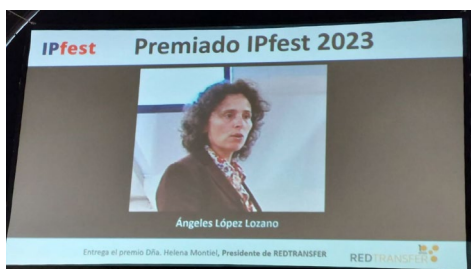 IPfest
Premiado IPfest 2023
Ángeles López Lozano
Entrega el premio Dña. Helena Montiel, Presidente de REDTRANSFER
REDTRANSFER